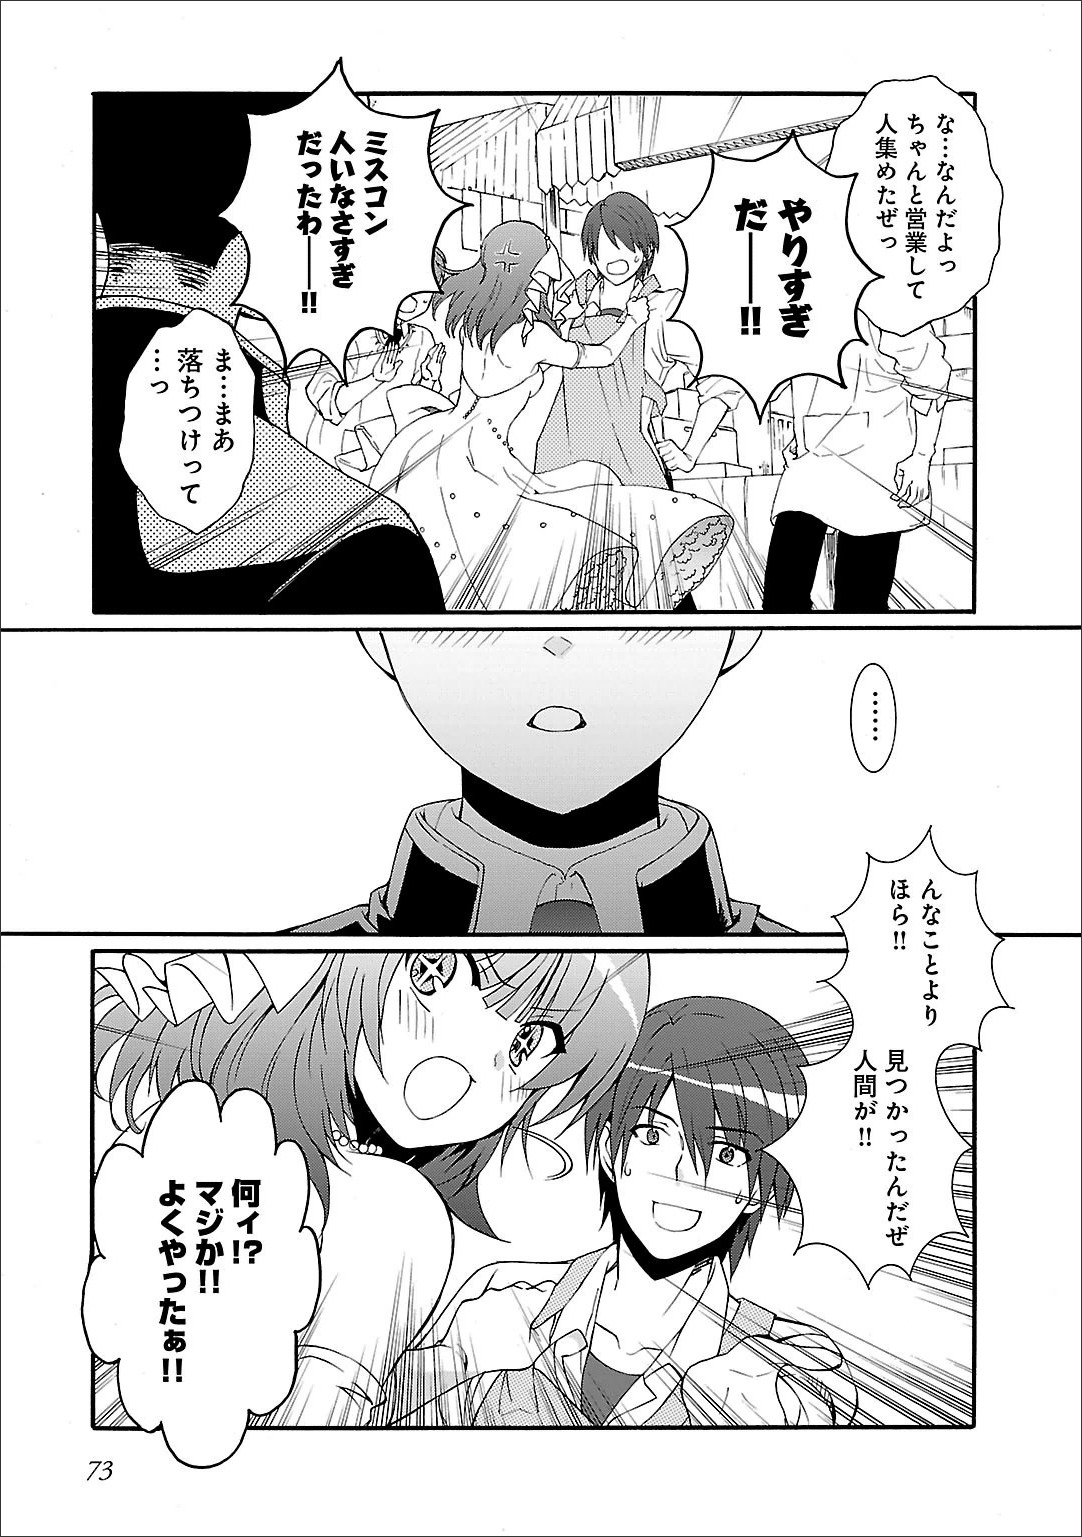 な…なんだよっ
ちゃんと営業して
人集めたぜっ
やりすぎ
だ――!!
ミスコン
人いなさすぎ
だったわ――!!
ま…まあ
落ちつけって
…っ
……
んなことより
ほら!!
見つかったんだぜ
人間が!!
何ィ!?
マジか!!
よくやったぁ!!
73